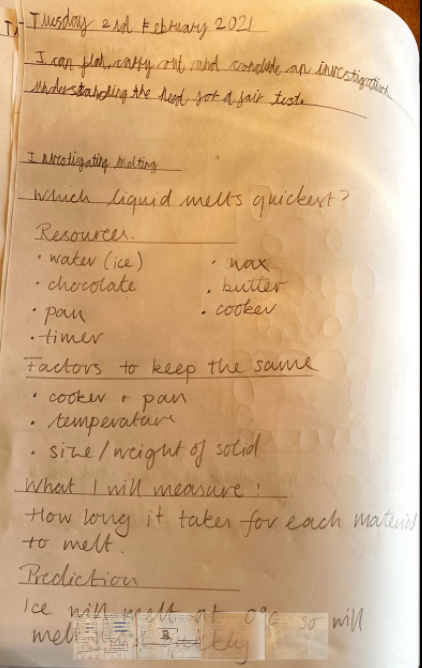 Tuesday 2nd February 2021
I can plan, carry out and conclude an investigation
understanding the need for a fair test.
Investigating melting
Which liquid melts quickest?
Resources.
· water (ice)
· wax
· chocolate
· butter
· pan
· cooker
· timer
Factors to keep the same
· cooker + pan
· temperature
· size/weight of solid
What I will measure:
How long it takes for each material
to melt.
Prediction
Ice will melt at 0°c so will
melt